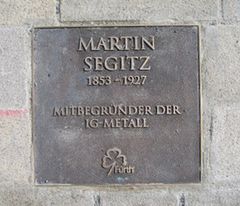 MARTIN
SEGITZ
1853 - 1927
MITBEGRÜNDER DER
IG-METALL
Fürth